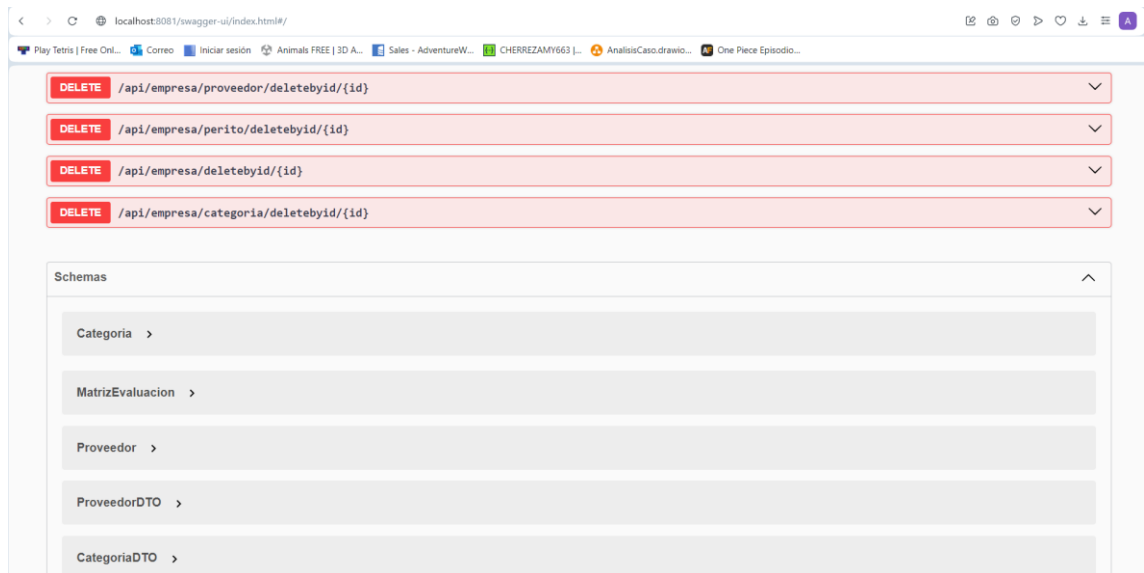 localhost:8081/swagger-ui/index.html#/
A
Play Tetris | Free Onl... Correo Iniciar sesión Animals FREE | 3D A... Sales - AdventureW... CHERREZAMY663 |... AnalisisCaso.drawio... One Piece Episodio...
DELETE /api/empresa/proveedor/deletebyid/{id}
DELETE /api/empresa/perito/deletebyid/{id}
DELETE /api/empresa/deletebyid/{id}
DELETE /api/empresa/categoria/deletebyid/{id}
Schemas
Categoria
MatrizEvaluacion
Proveedor
ProveedorDTO
CategoriaDTO